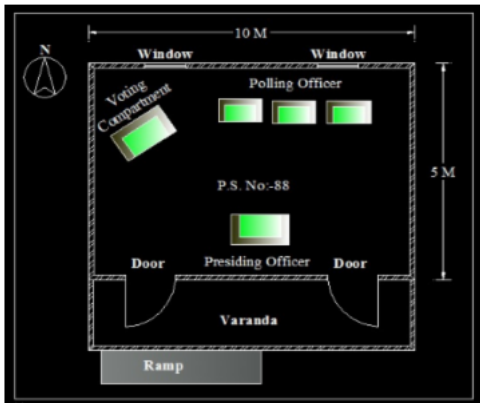 10 M
N
Window
Window
Polling Officer
Voting
Compartment
5 M
P.S. No:-88
Door
Presiding Officer
Door
Varanda
Ramp